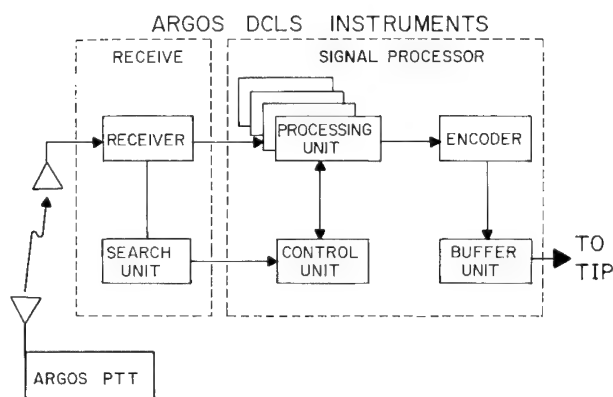 ARGOS DCLS INSTRUMENTS
RECEIVE
SIGNAL PROCESSOR
RECEIVER
PROCESSING
UNIT
ENCODER
SEARCH
UNIT
CONTROL
UNIT
BUFFER
UNIT
TO
TIP
ARGOS PTT